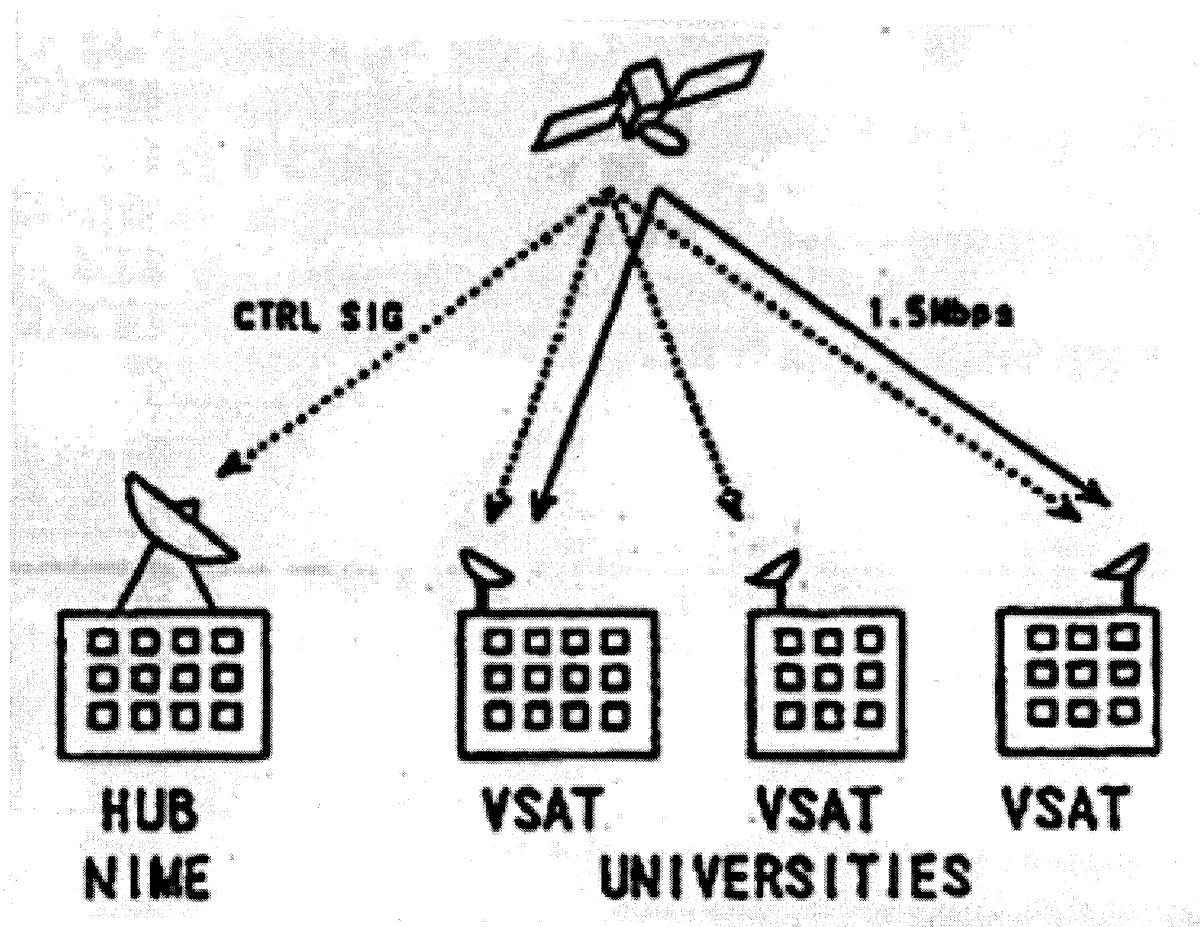 CTRL SIG
1.5Mbps
HUB
VSAT
VSAT
VSAT
NIME
UNIVERSITIES